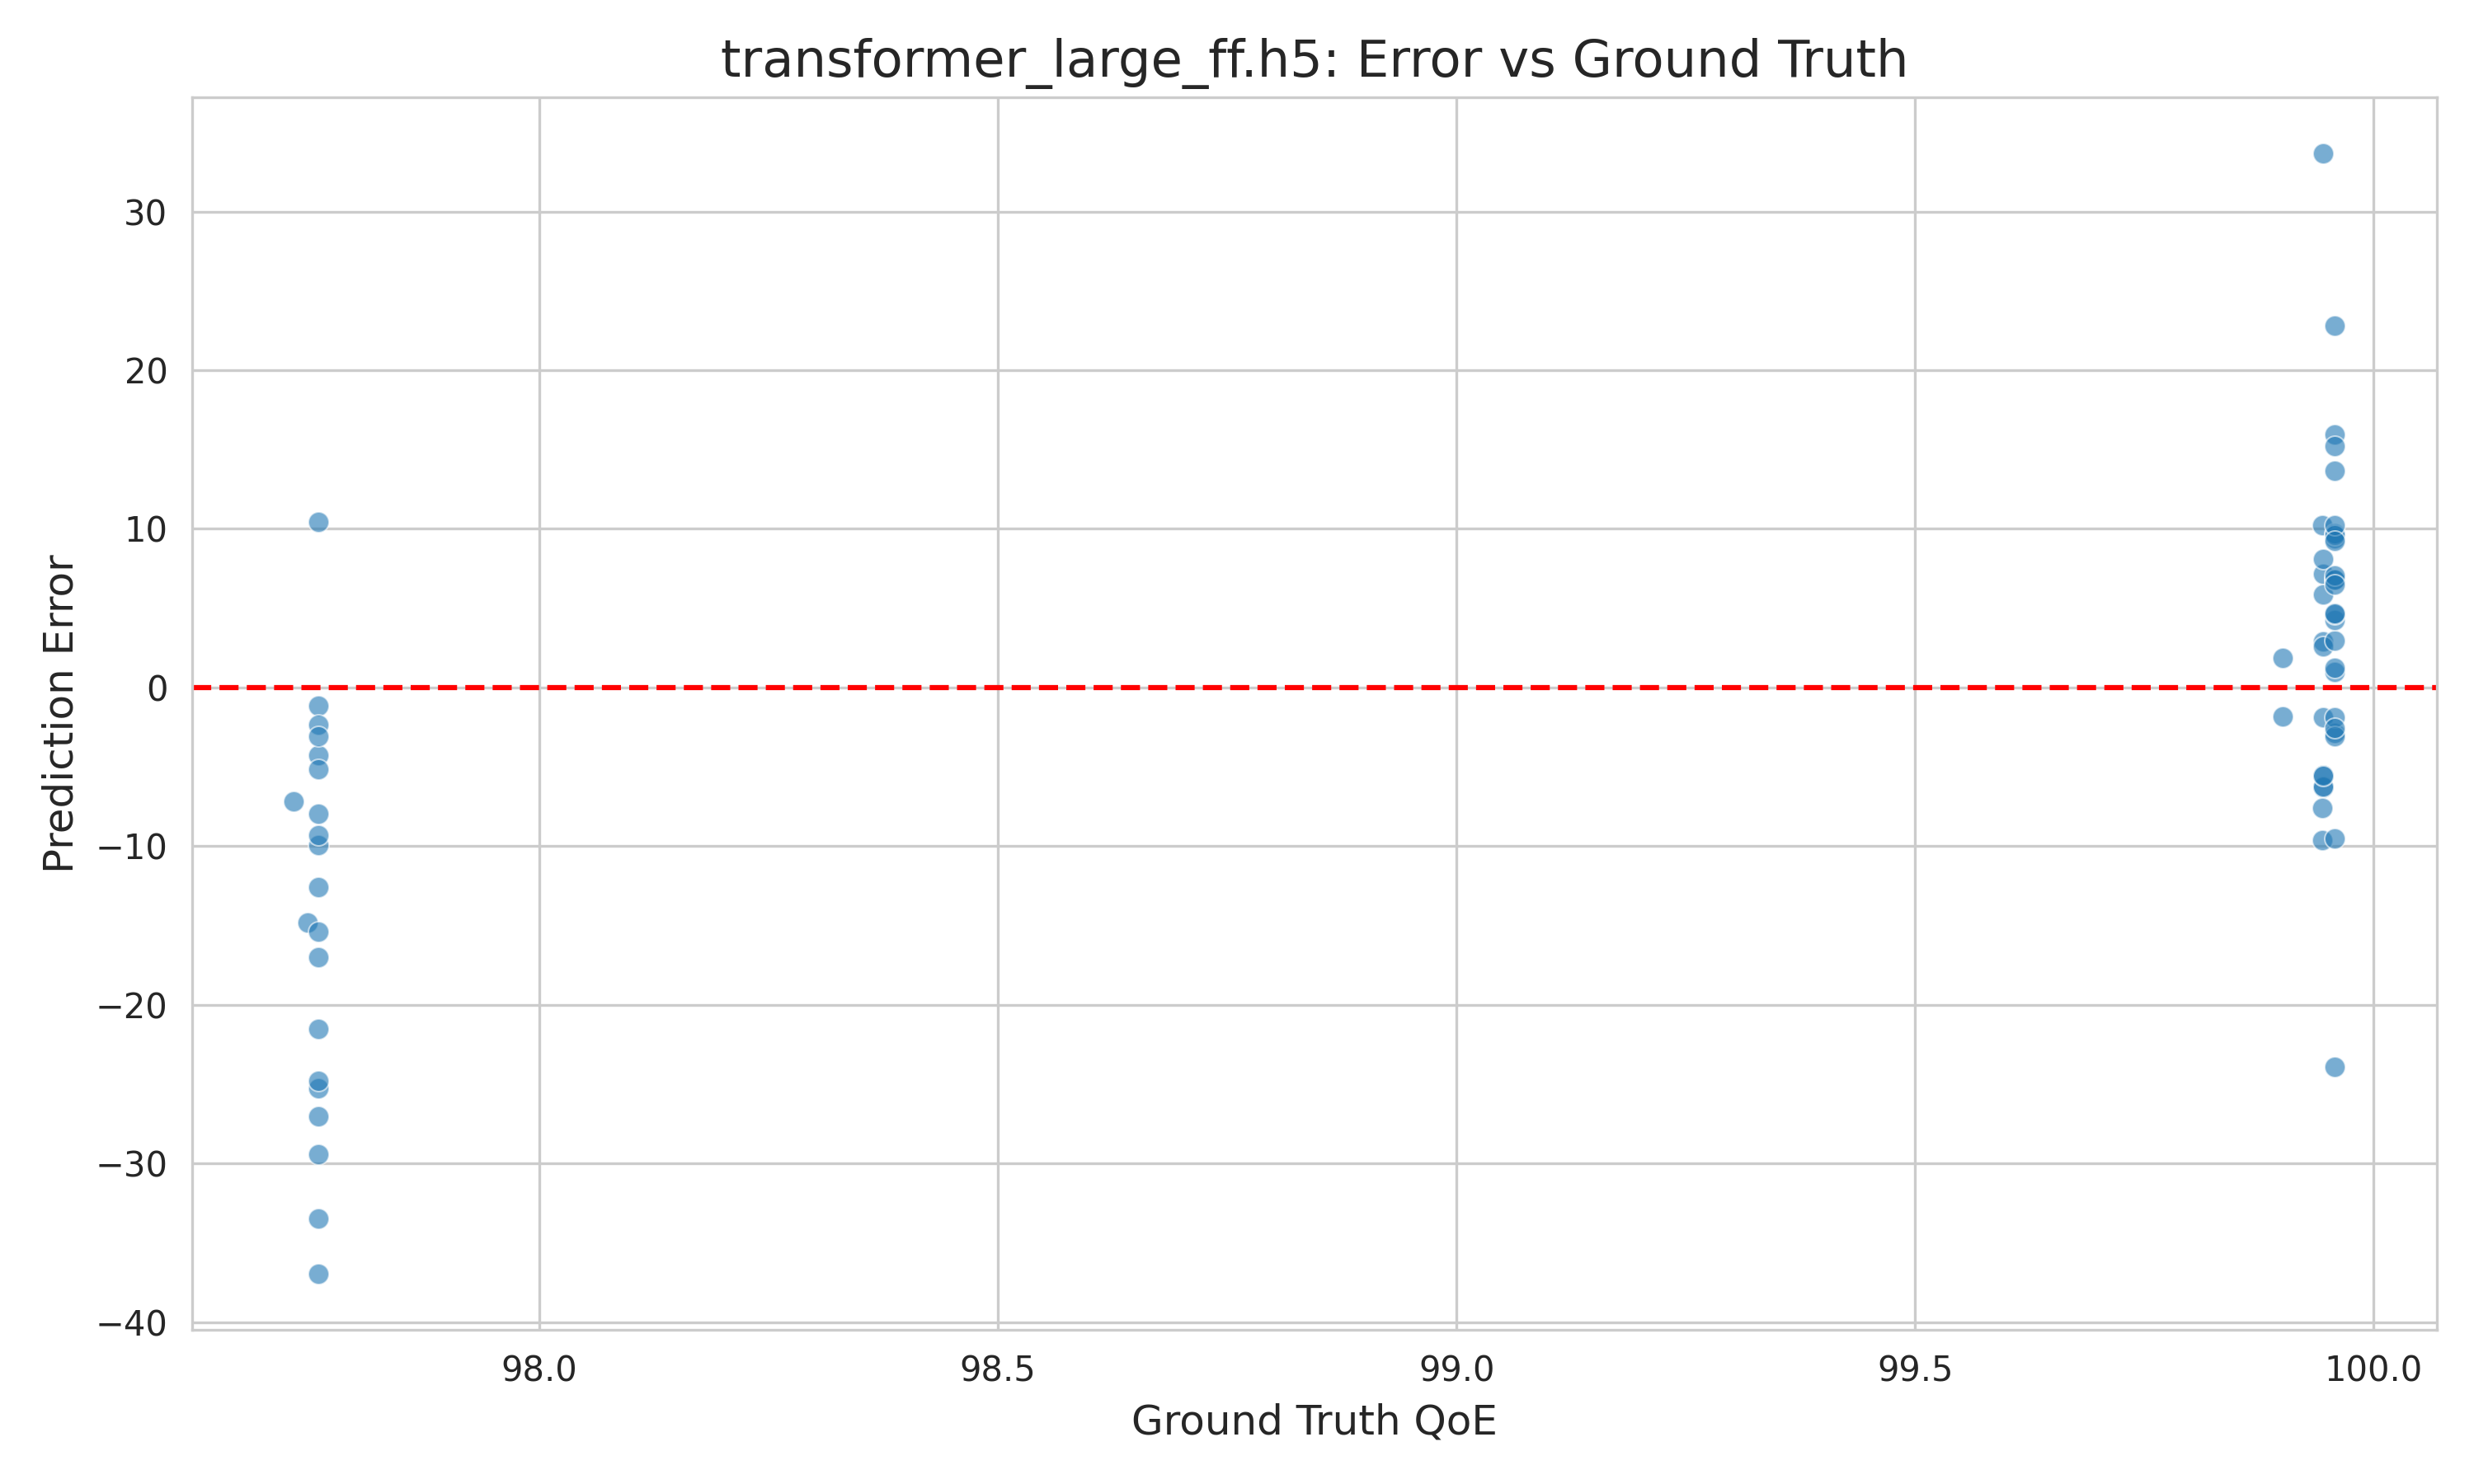 transformer_large_ff.h5: Error vs Ground Truth
Prediction Error
30
20
10
0
−10
−20
−30
−40
98.0 98.5 99.0 99.5 100.0
Ground Truth QoE